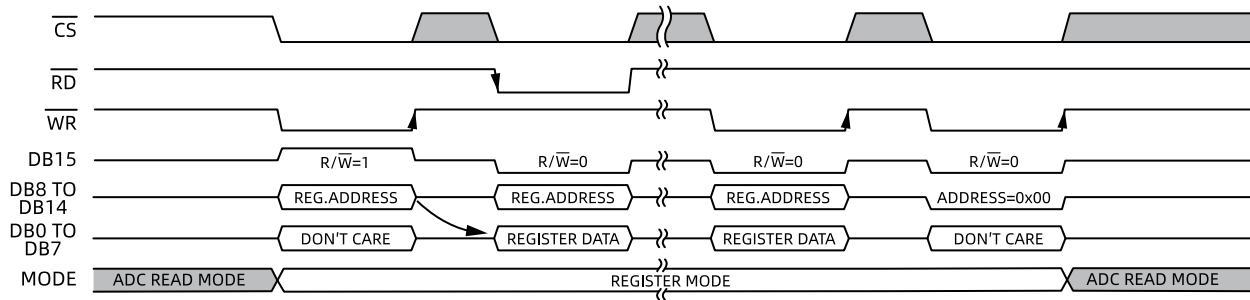 CS
RD
WR
DB15 R/W=1 R/W=0 R/W=0 R/W=0
DB8 TO
DB14 REG.ADDRESS REG.ADDRESS REG.ADDRESS ADDRESS=0x00
DB0 TO
DB7 DON'T CARE REGISTER DATA REGISTER DATA DON'T CARE
MODE ADC READ MODE REGISTER MODE ADC READ MODE